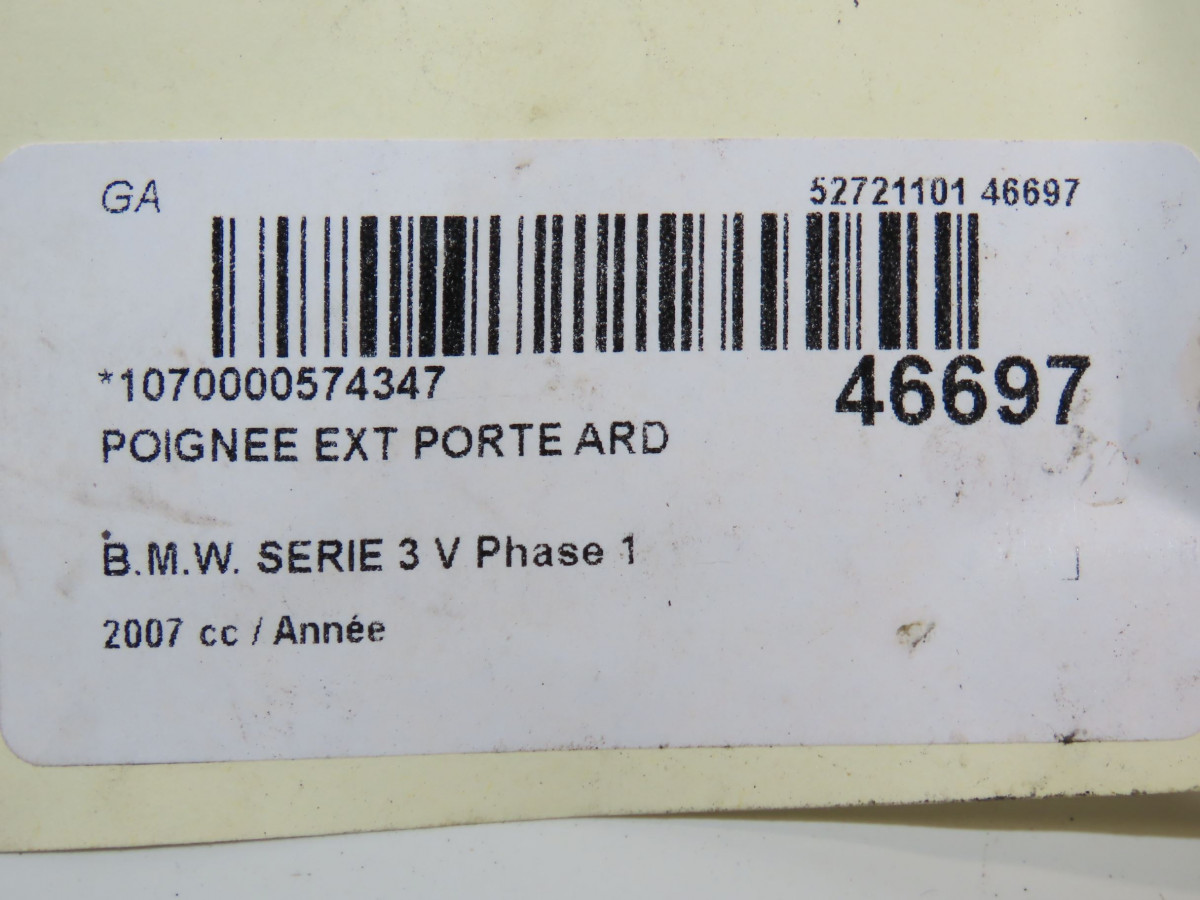 GA
52721101 46697
*1070000574347
46697
POIGNEE EXT PORTE ARD
B.M.W. SERIE 3 V Phase 1
2007 cc / Année